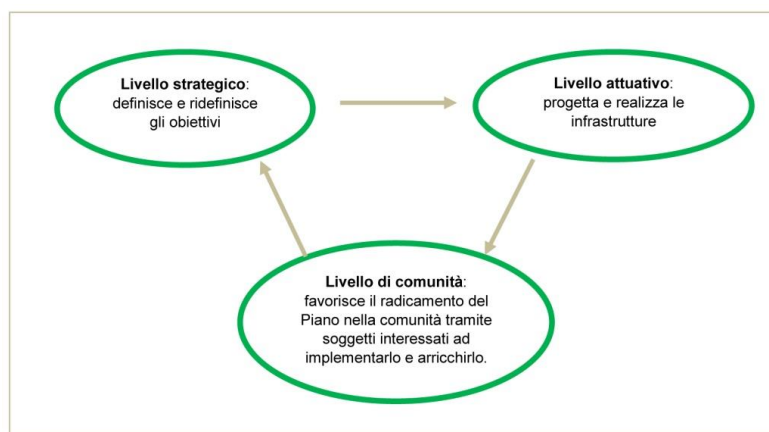 Livello strategico:
definisce e ridefinisce
gli obiettivi
Livello attuativo:
progetta e realizza le
infrastrutture
Livello di comunità:
favorisce il radicamento del
Piano nella comunità tramite
soggetti interessati ad
implementarlo e arricchirlo.